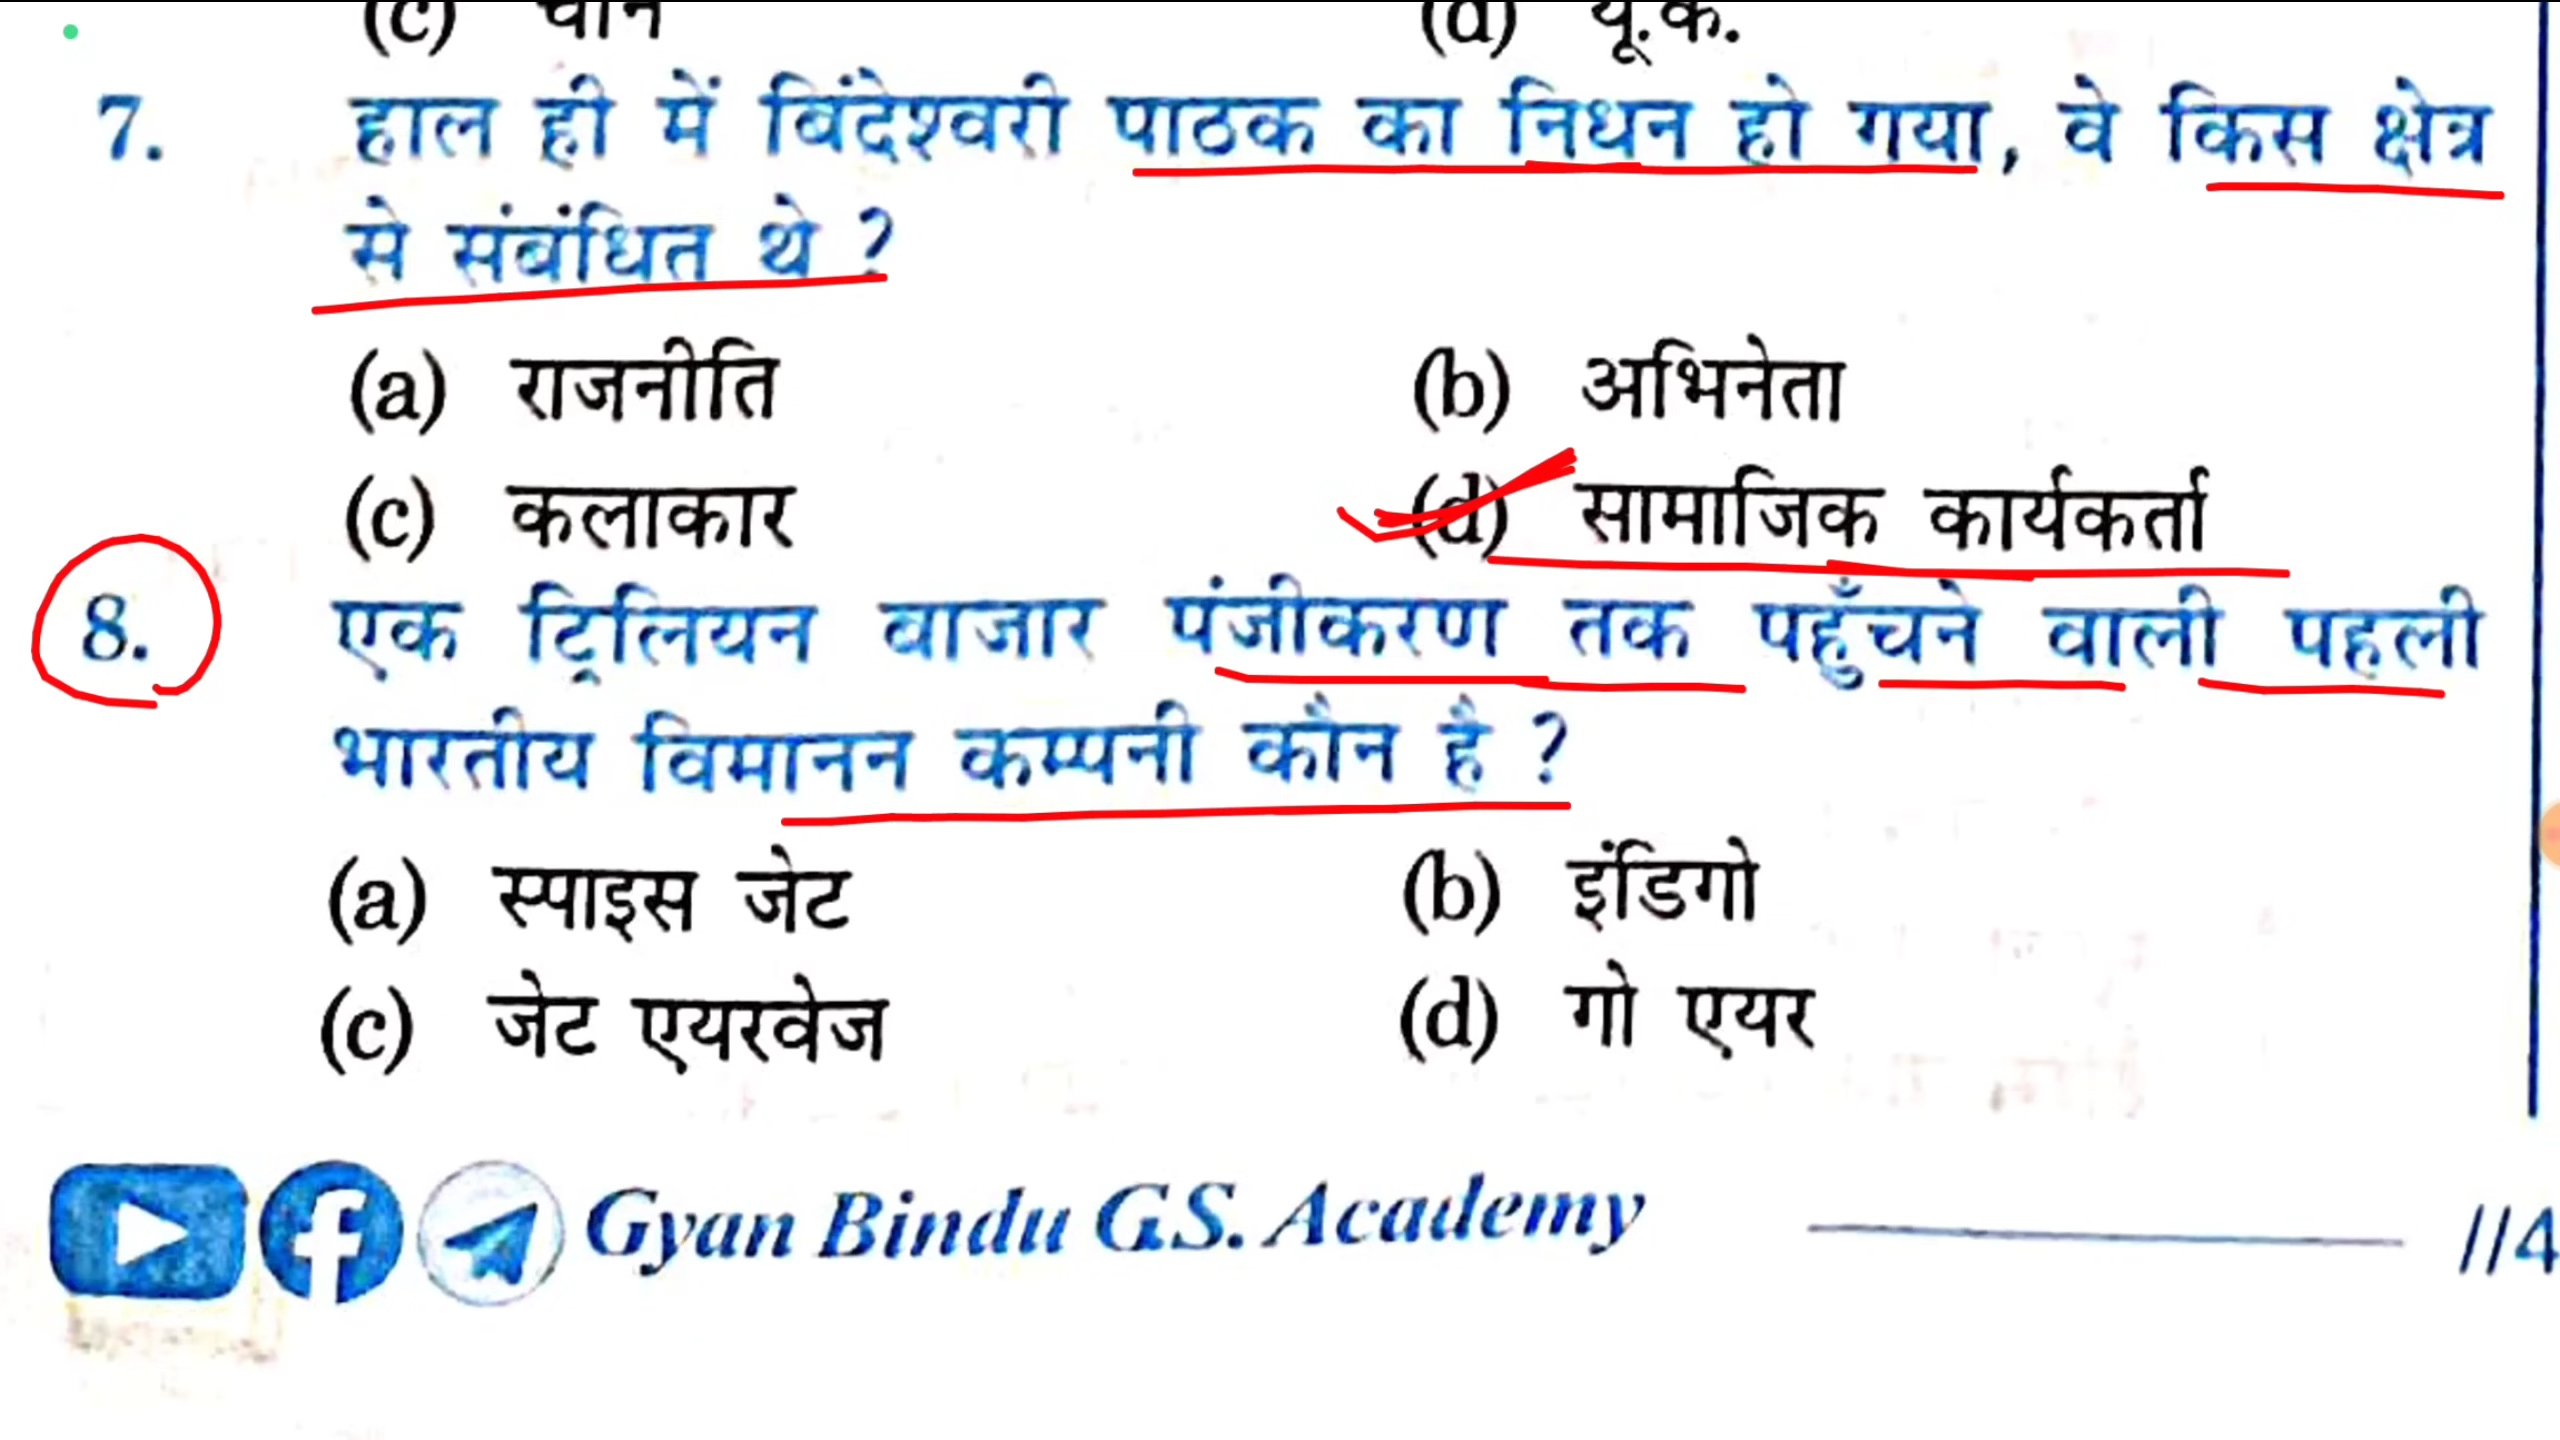 (c) चीन (d) यू.के.
7. हाल ही में बिंदेश्वरी पाठक का निधन हो गया, वे किस क्षेत्र
से संबंधित थे ?
(a) राजनीति (b) अभिनेता
(c) कलाकार (d) सामाजिक कार्यकर्ता
8. एक ट्रिलियन बाजार पंजीकरण तक पहुँचने वाली पहली
भारतीय विमानन कम्पनी कौन है ?
(a) स्पाइस जेट (b) इंडिगो
(c) जेट एयरवेज (d) गो एयर
Gyan Bindu G.S. Academy //4